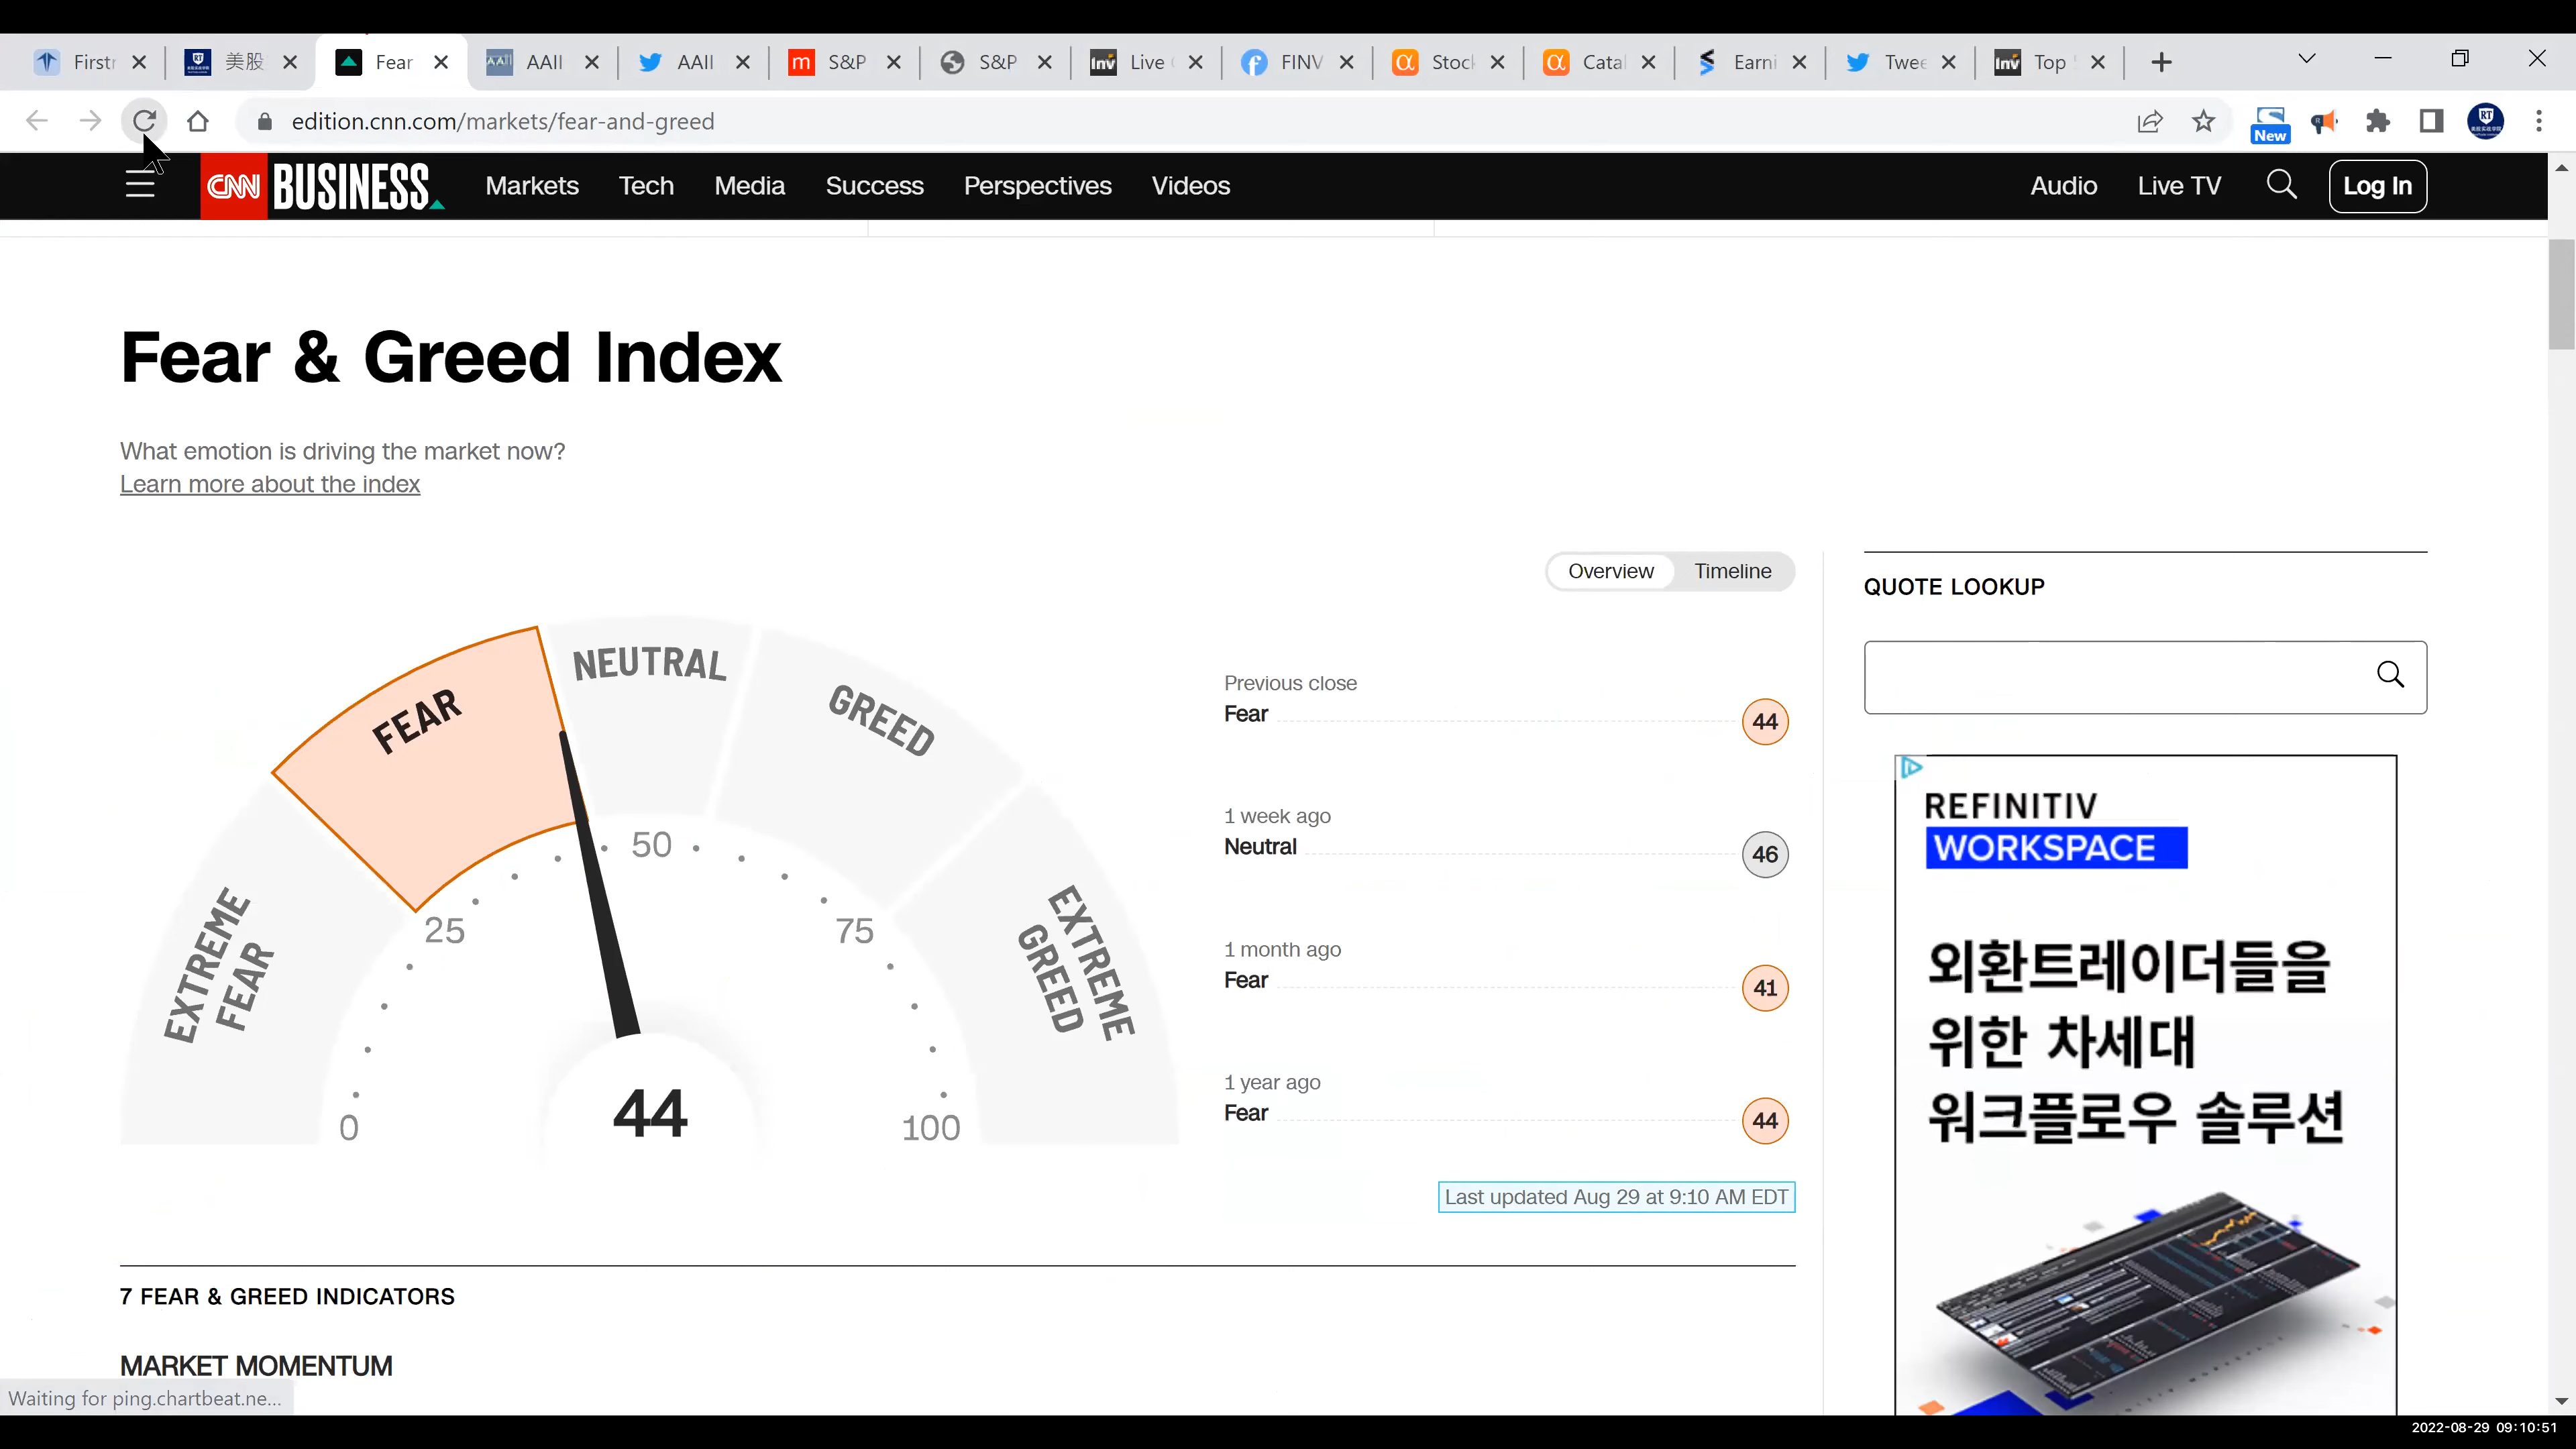 Firstr
美股
Fear
AAII
AAII
S&P
S&P
Live
FINV
Stock
Catal
Earni
Twee
Top
edition.cnn.com/markets/fear-and-greed
New
CNN BUSINESS
Markets
Tech
Media
Success
Perspectives
Videos
Audio
Live TV
Log In
Fear & Greed Index
What emotion is driving the market now?
Learn more about the index
Overview
Timeline
EXTREME FEAR
FEAR
NEUTRAL
GREED
EXTREME GREED
0
25
50
75
100
44
Previous close
Fear
44
1 week ago
Neutral
46
1 month ago
Fear
41
1 year ago
Fear
44
Last updated Aug 29 at 9:10 AM EDT
QUOTE LOOKUP
REFINITIV
WORKSPACE
외환트레이더들을
위한 차세대
워크플로우 솔루션
7 FEAR & GREED INDICATORS
MARKET MOMENTUM
Waiting for ping.chartbeat.ne...
2022-08-29 09:10:51